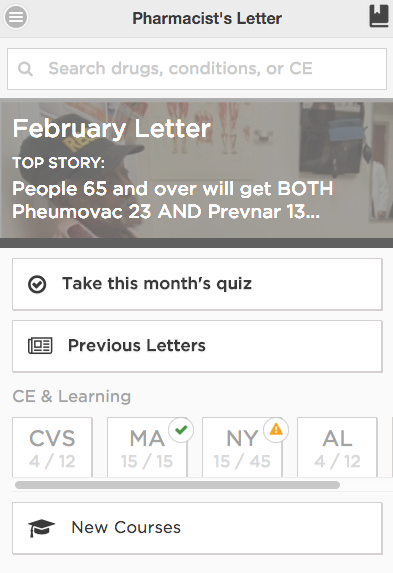 Pharmacist's Letter
Search drugs, conditions, or CE
February Letter
TOP STORY:
People 65 and over will get BOTH
Pheumovac 23 AND Prevnar 13...
Take this month's quiz
Previous Letters
CE & Learning
CVS
4 / 12
MA
15 / 15
NY
15 / 45
AL
4 / 12
New Courses